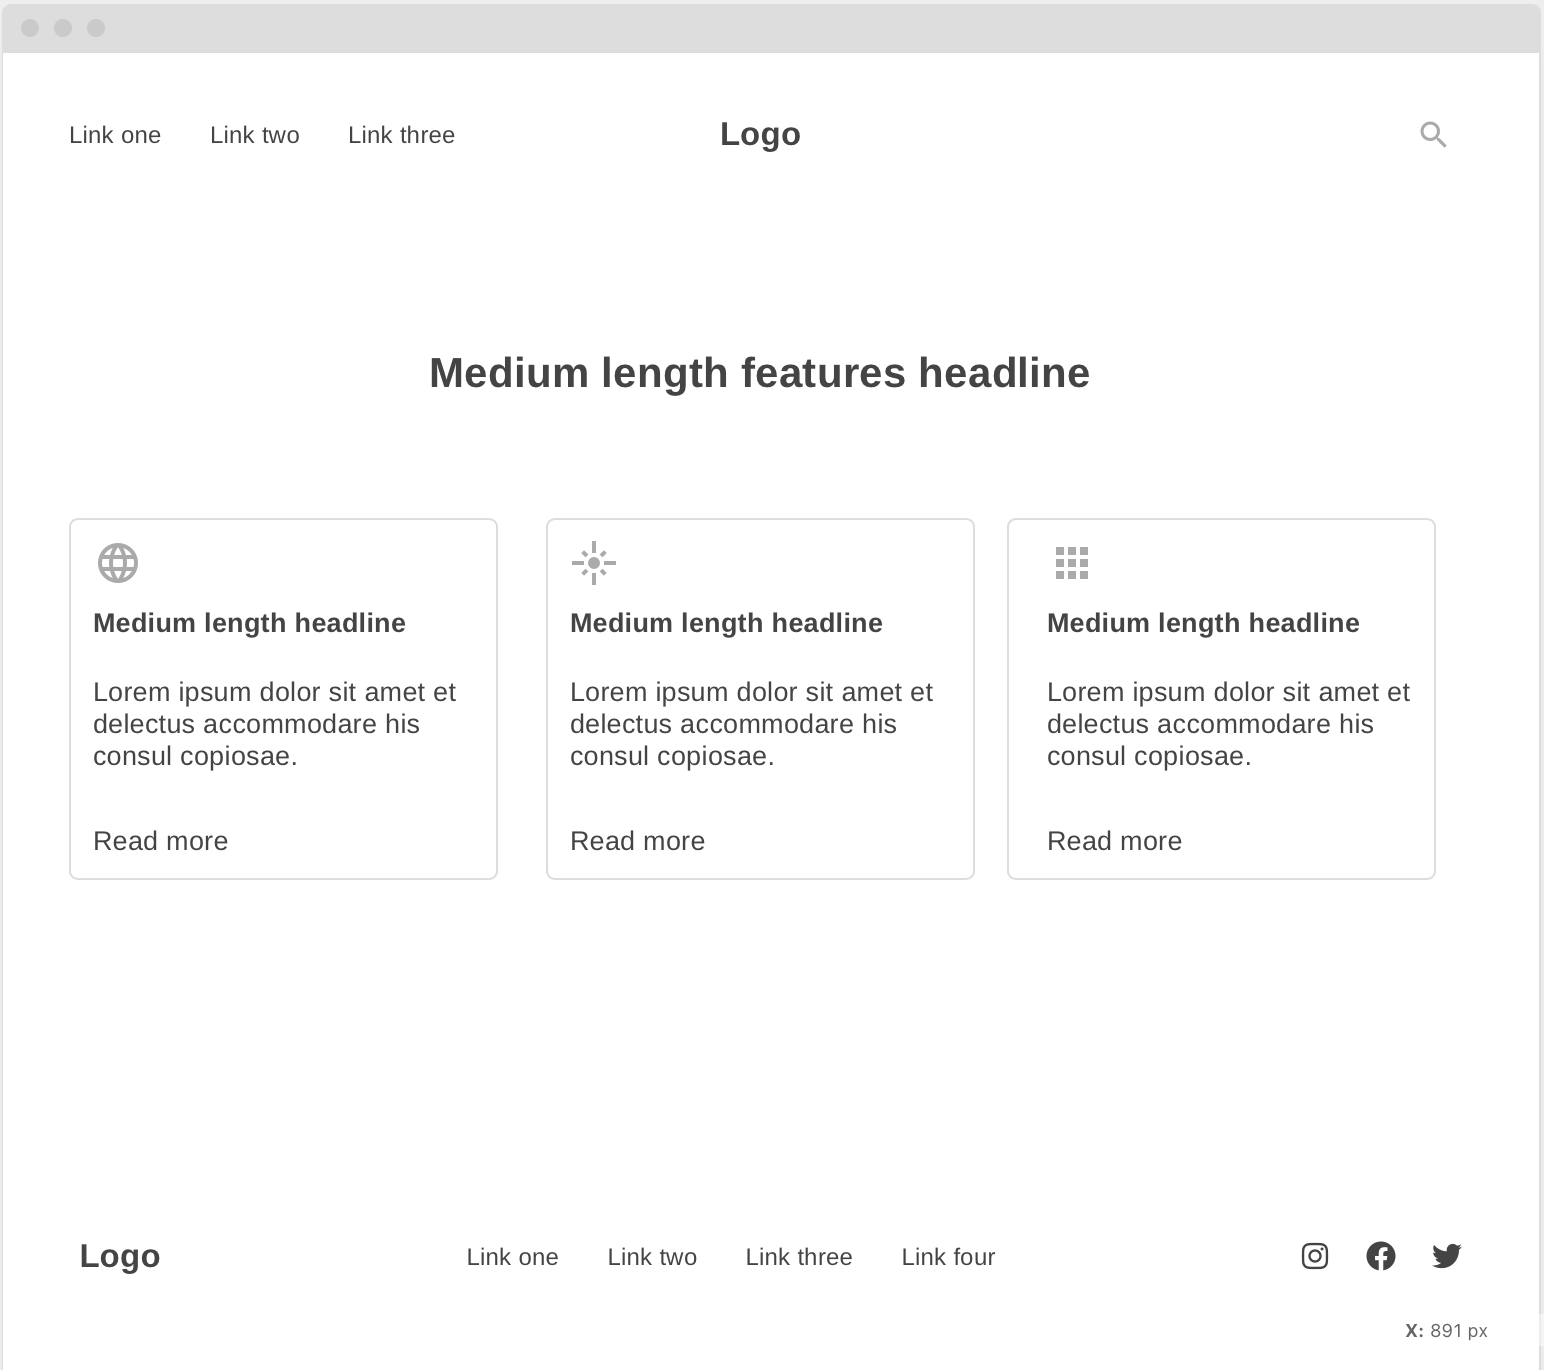 Link one Link two Link three Logo
Medium length features headline
Medium length headline
Lorem ipsum dolor sit amet et
delectus accommodare his
consul copiosae.
Read more
Medium length headline
Lorem ipsum dolor sit amet et
delectus accommodare his
consul copiosae.
Read more
Medium length headline
Lorem ipsum dolor sit amet et
delectus accommodare his
consul copiosae.
Read more
Logo Link one Link two Link three Link four
X: 891 px